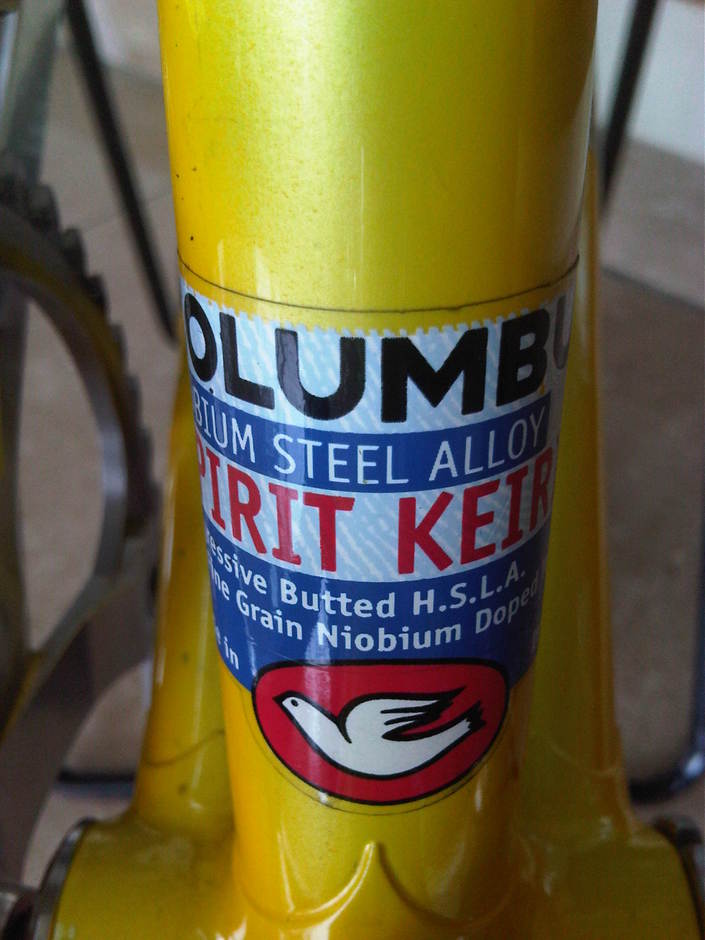 OLUMBU
BIUM STEEL ALLOY
PIRIT KEIR
essive Butted H.S.L.A.
ne Grain Niobium Doped
e in